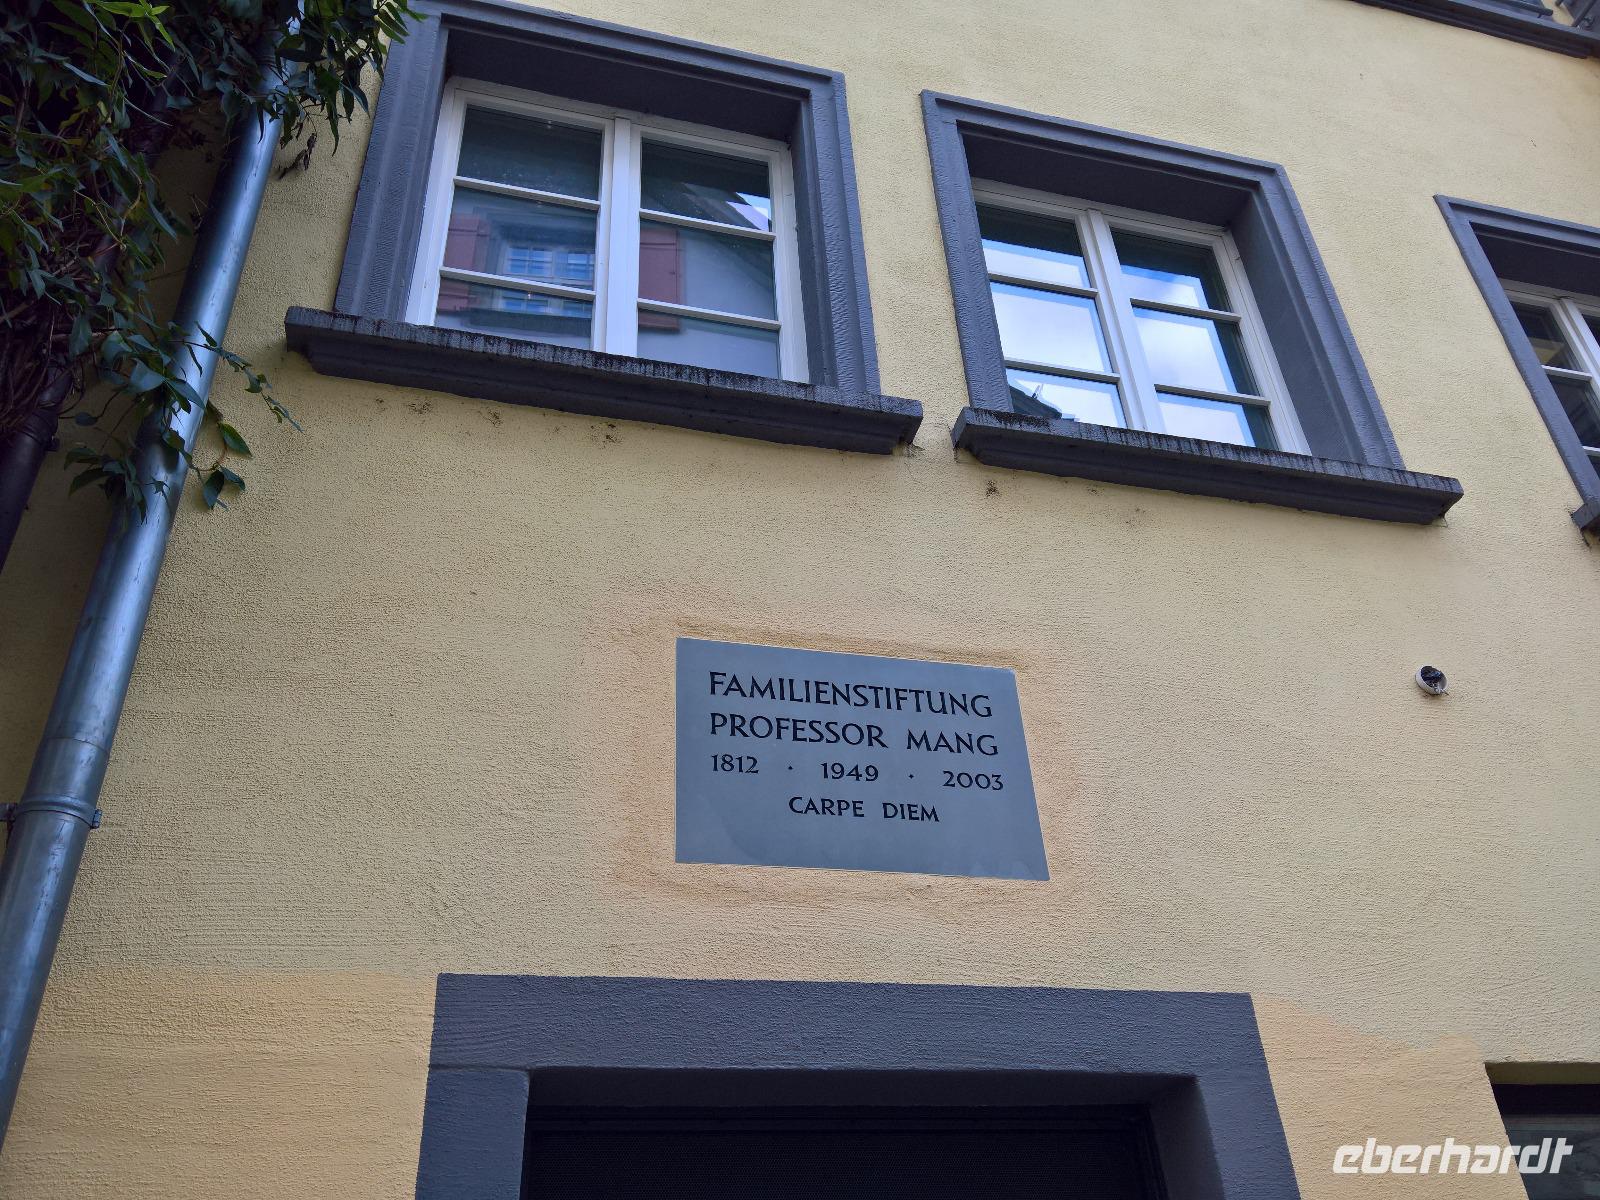 FAMILIENSTIFTUNG
PROFESSOR MANG
1812 · 1949 · 2003
CARPE DIEM
eberhardt